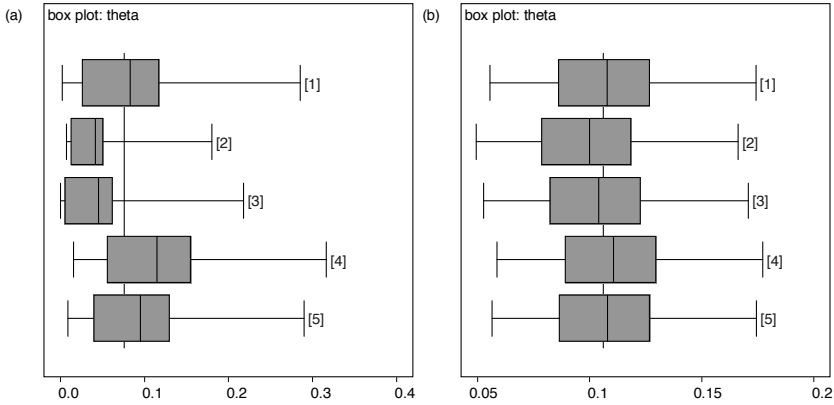 (a)
box plot: theta
[1]
[2]
[3]
[4]
[5]
0.0 0.1 0.2 0.3 0.4
(b)
box plot: theta
[1]
[2]
[3]
[4]
[5]
0.05 0.1 0.15 0.2